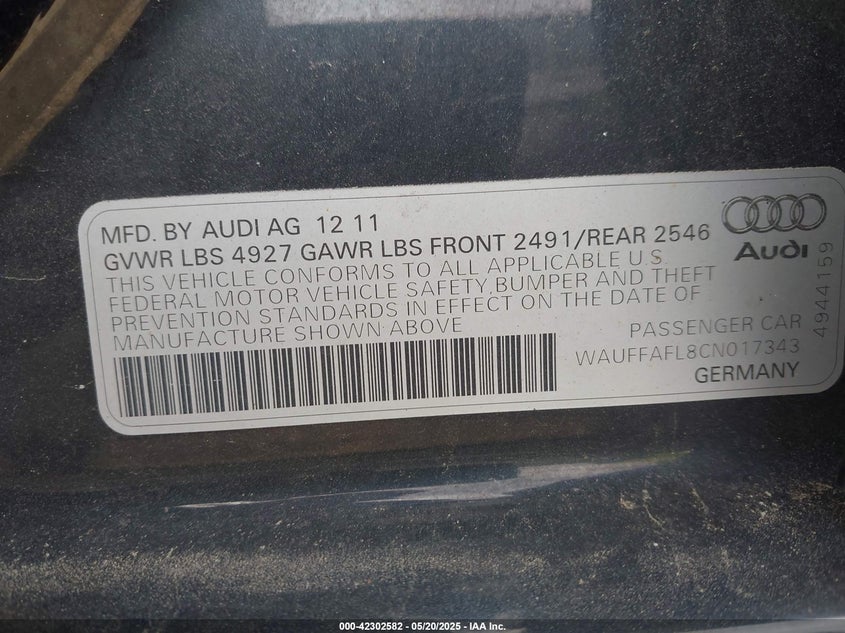 MFD. BY AUDI AG 12 11
GVWR LBS 4927 GAWR LBS FRONT 2491/REAR 2546
THIS VEHICLE CONFORMS TO ALL APPLICABLE U.S.
FEDERAL MOTOR VEHICLE SAFETY, BUMPER AND THEFT
PREVENTION STANDARDS IN EFFECT ON THE DATE OF
MANUFACTURE SHOWN ABOVE
Audi
4944159
PASSENGER CAR
WAUFFAFL8CN017343
GERMANY
000-42302582 - 05/20/2025 - IAA Inc.